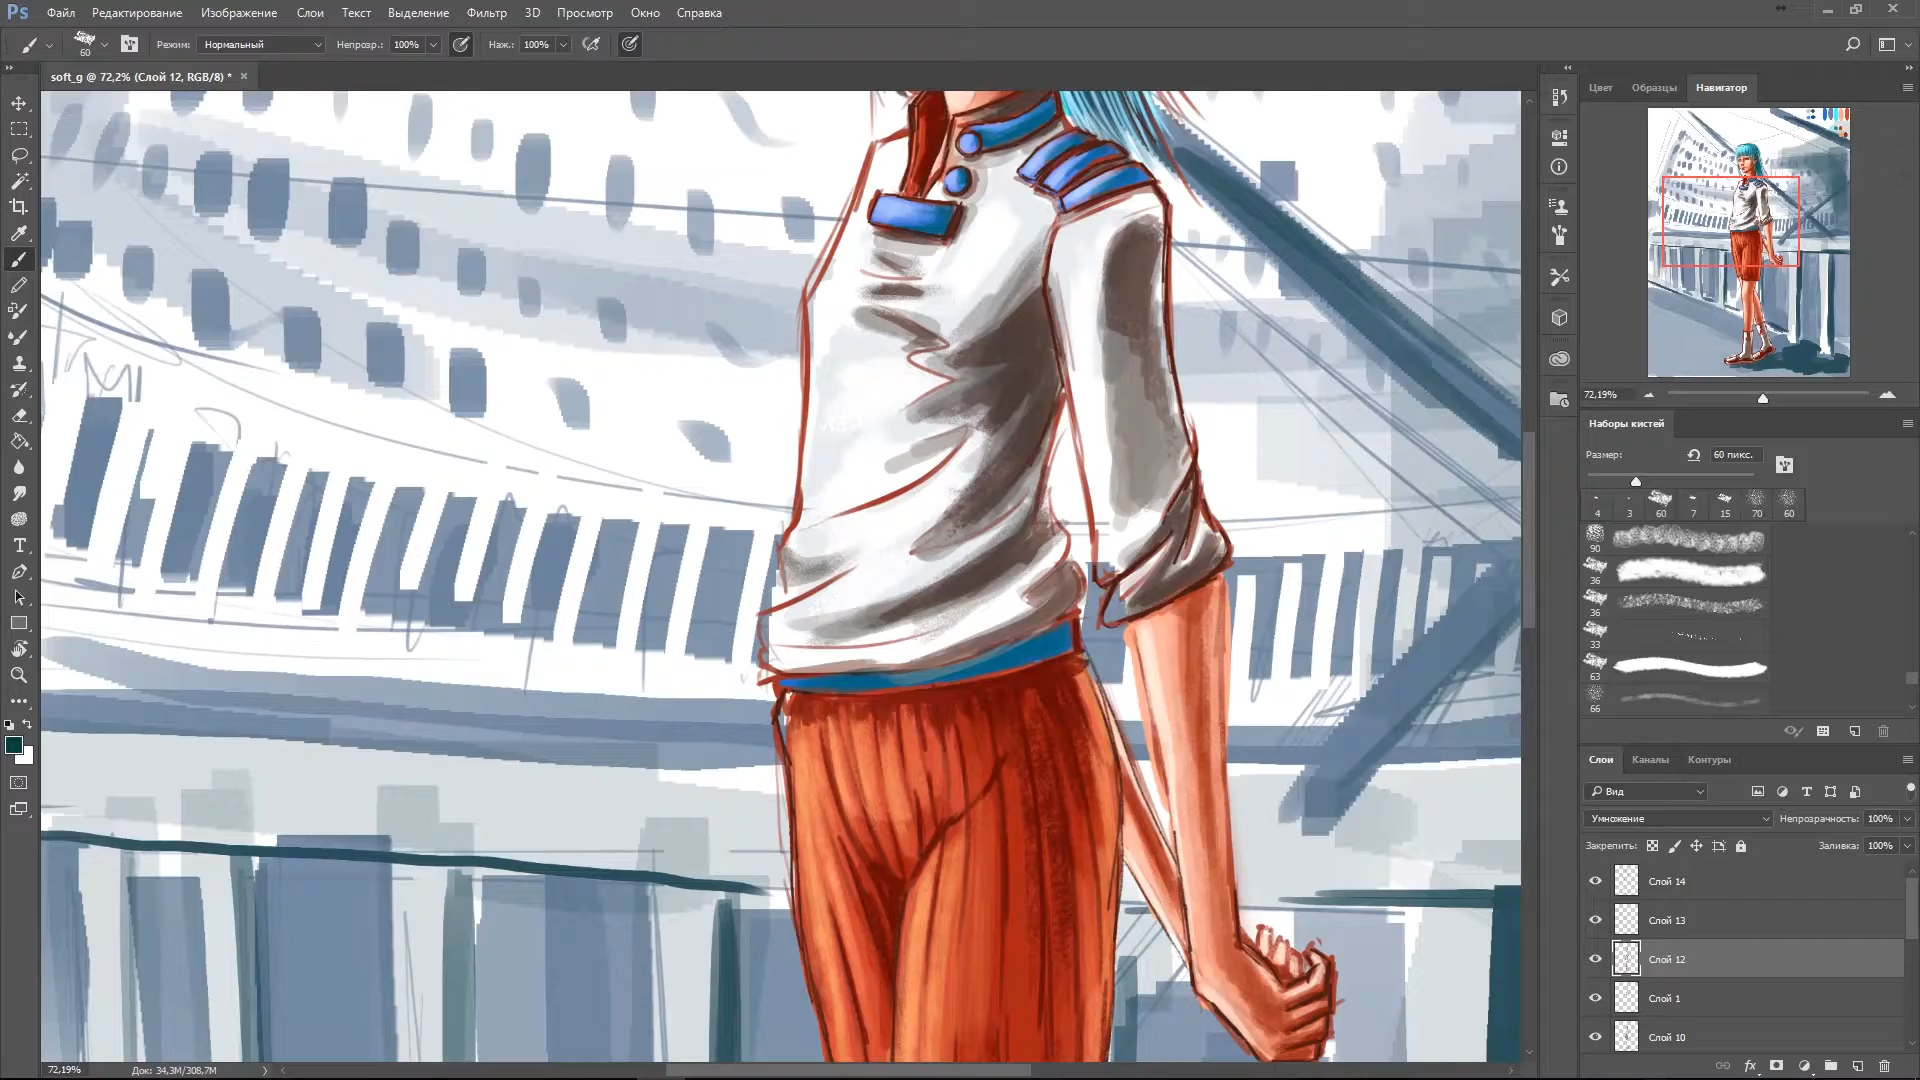 Ps Файл Редактирование Изображение Слои Текст Выделение Фильтр 3D Просмотр Окно Справка
60 Режим: Нормальный Непрозр.: 100% Наж.: 100%
soft_g @ 72,2% (Слой 12, RGB/8) * ×
Цвет Образцы Навигатор
72,19%
Наборы кистей
Размер: 60 пикс.
4 3 60 7 15 70 60
90
36
36
33
63
66
Слои Каналы Контуры
Вид
Умножение Непрозрачность: 100%
Закрепить: Заливка: 100%
Слой 14
Слой 13
Слой 12
Слой 1
Слой 10
fx
72,19% Док: 34,3M/308,7M